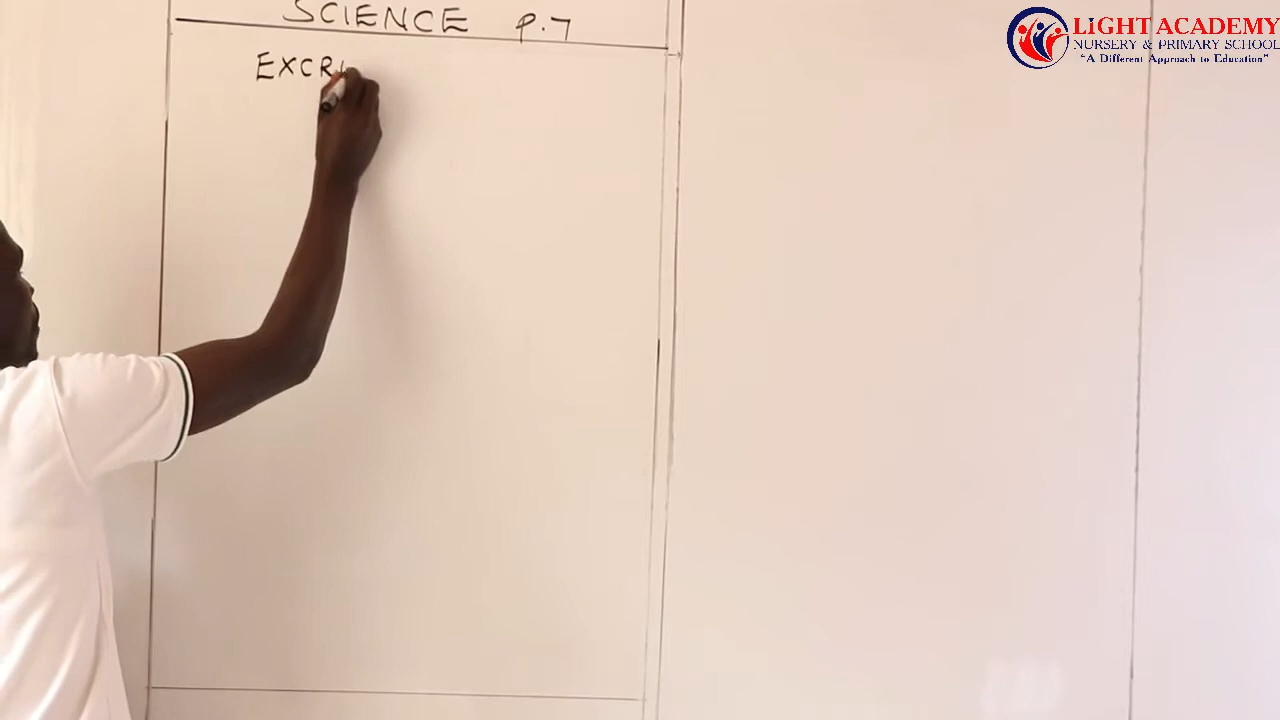 SCIENCE P.7
EXCR
LIGHT ACADEMY
NURSERY & PRIMARY SCHOOL
"A Different Approach to Education"